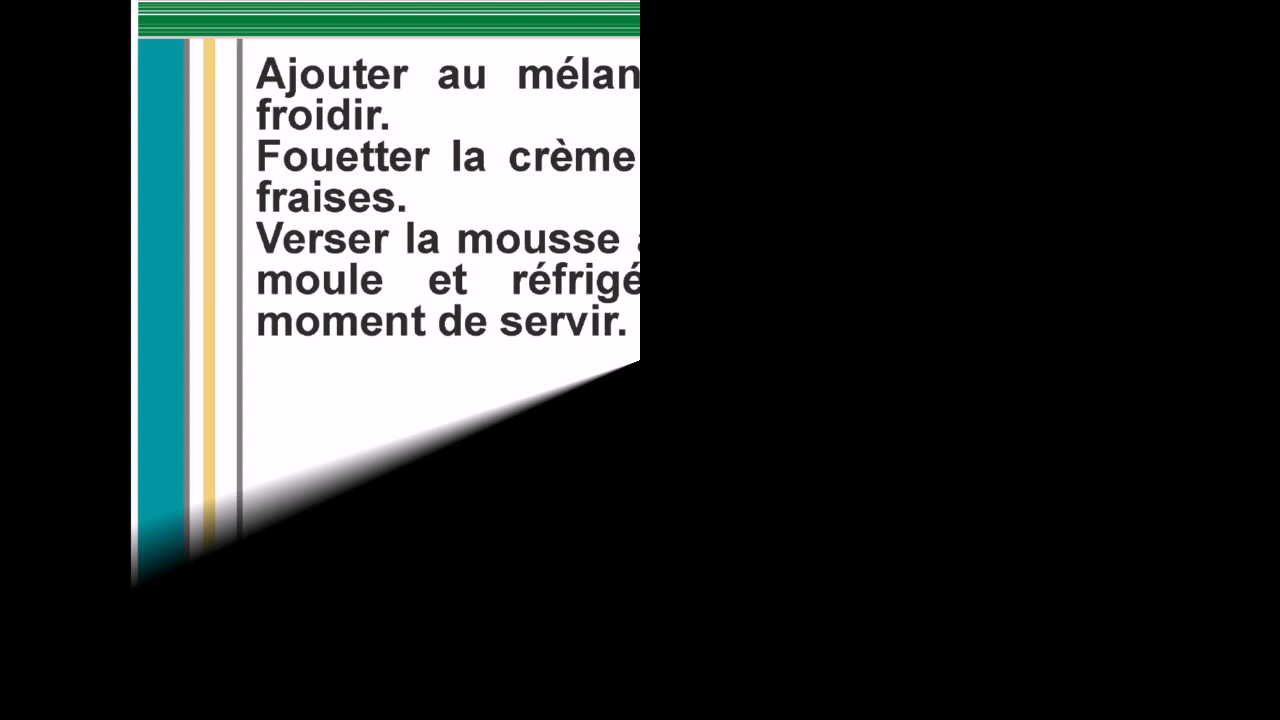 Ajouter au mélan
froidir.
Fouetter la crème
fraises.
Verser la mousse
moule et réfrigé
moment de servir.